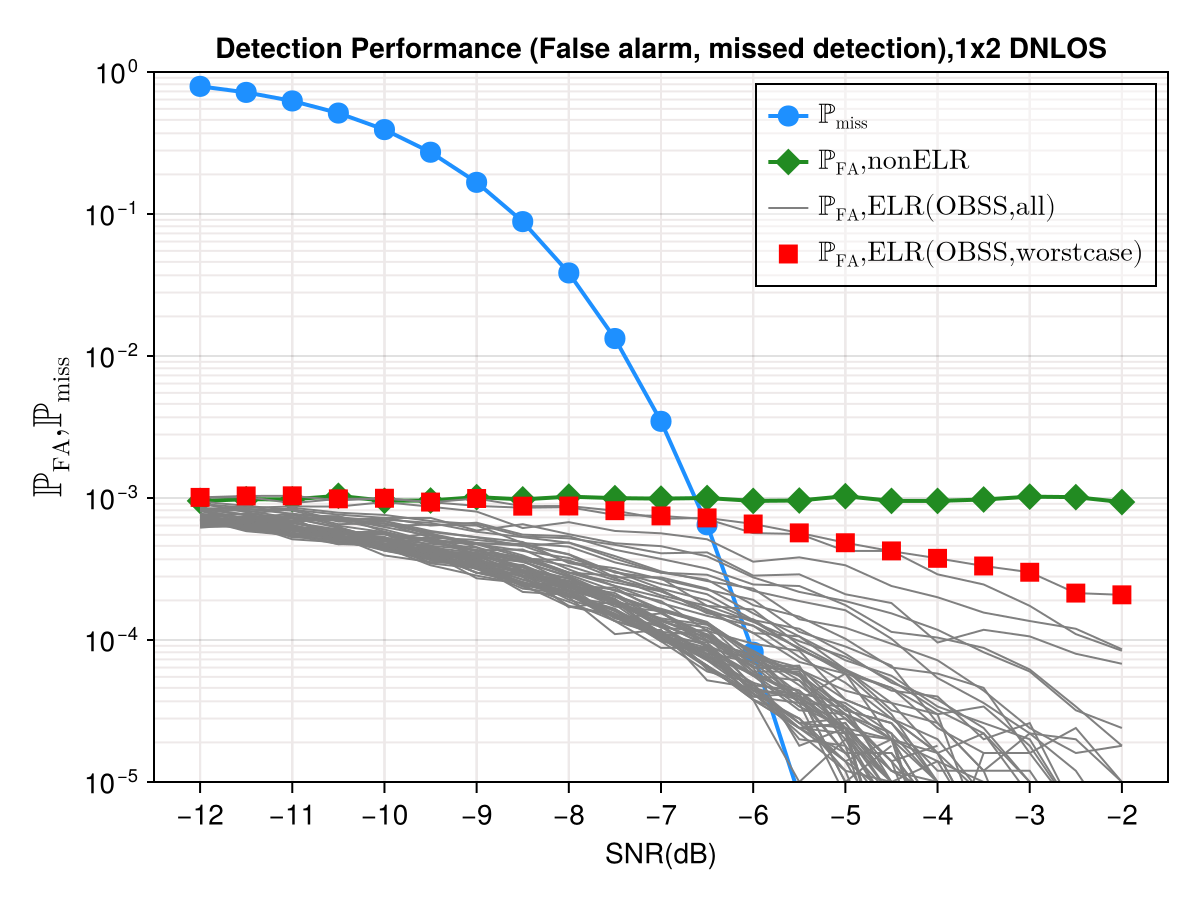 Detection Performance (False alarm, missed detection),1x2 DNLOS
ℙmiss
ℙFA,nonELR
ℙFA,ELR(OBSS,all)
ℙFA,ELR(OBSS,worstcase)
ℙFA,ℙmiss
10⁰
10⁻¹
10⁻²
10⁻³
10⁻⁴
10⁻⁵
−12 −11 −10 −9 −8 −7 −6 −5 −4 −3 −2
SNR(dB)